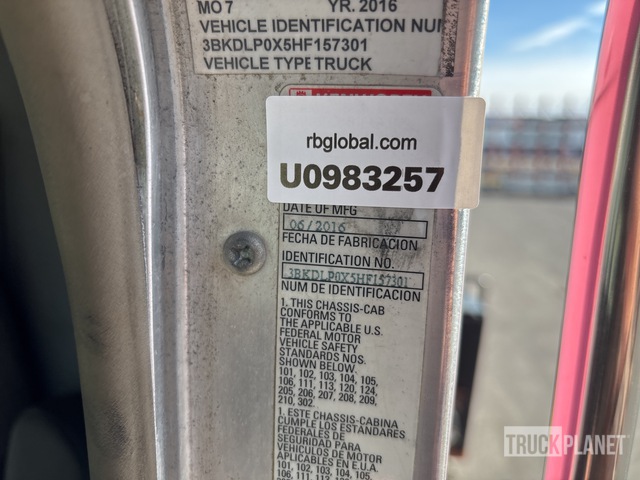 MO 7 YR. 2016
VEHICLE IDENTIFICATION NUM
3BKDLP0X5HF157301
VEHICLE TYPE TRUCK
rbglobal.com
U0983257
DATE OF MFG
06/2016
FECHA DE FABRICACION
IDENTIFICATION NO.
3BKDLP0X5HF157301
NUM DE IDENTIFICACION
1. THIS CHASSIS-CAB
CONFORMS TO
THE APPLICABLE U.S.
FEDERAL MOTOR
VEHICLE SAFETY
STANDARDS NOS.
SHOWN BELOW.
101, 102, 103, 104, 105,
106, 111, 113, 120, 124,
205, 206, 207, 208, 209,
210, 302.
1. ESTE CHASIS-CABINA
CUMPLE LOS ESTANDARES
FEDERALES DE
SEGURIDAD PARA
VEHICULOS DE MOTOR
APPLICABLES EN E.U.A.
101, 102, 103, 104, 105,
TRUCKPLANET